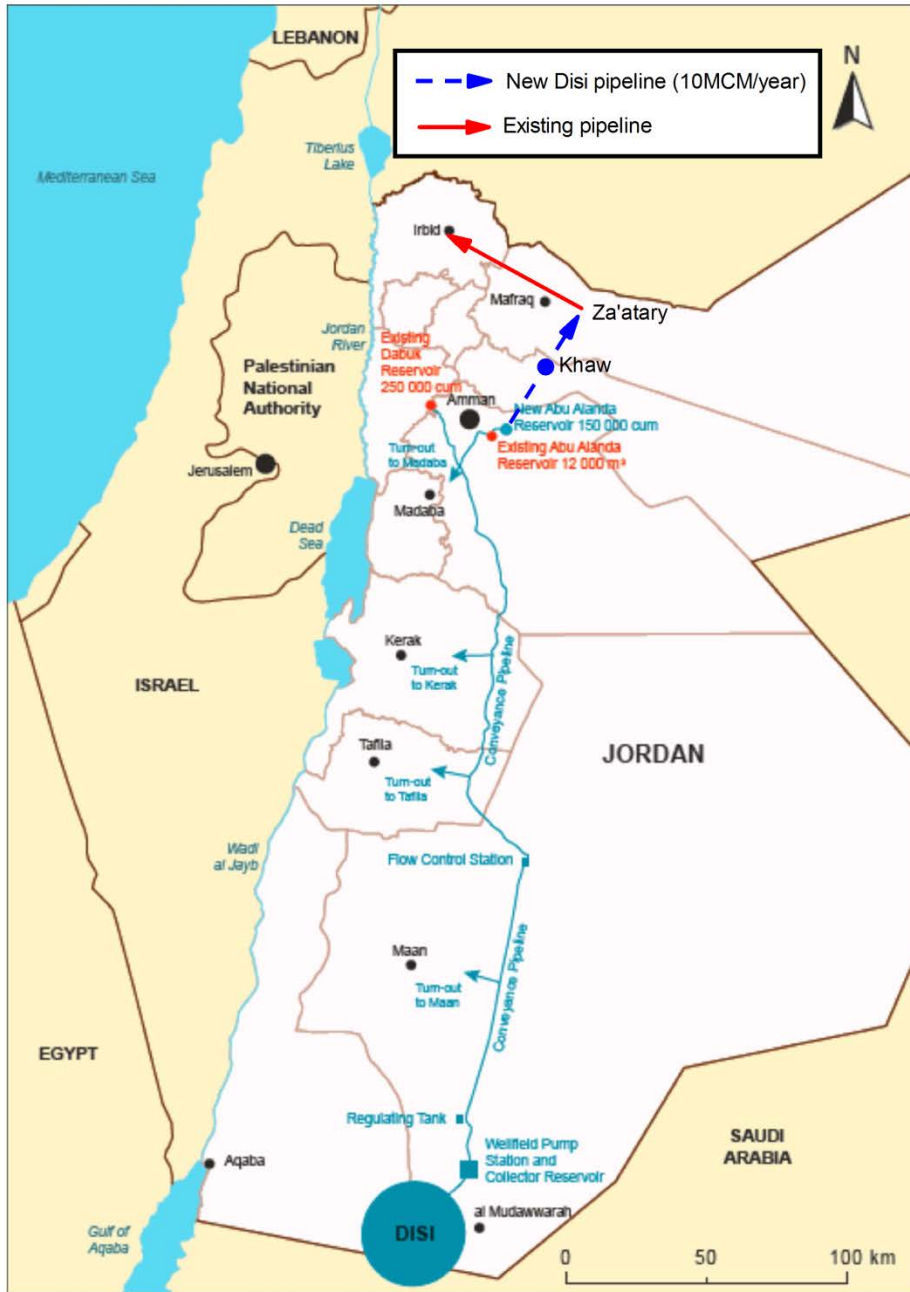 LEBANON
New Disi pipeline (10MCM/year)
Existing pipeline
N
Tiberius
Lake
Mediterranean Sea
Irbid
Mafraq
Za'atary
Jordan
River
Existing
Dabuk
Reservoir
250 000 cum
Khaw
Palestinian
National
Authority
Amman
New Abu Alanda
Reservoir 150 000 cum
Existing Abu Alanda
Reservoir 12 000 m³
Turn-out
to Madaba
Jerusalem
Madaba
Dead
Sea
Kerak
Turn-out
to Kerak
Conveyance Pipeline
ISRAEL
Tafila
Turn-out
to Tafila
JORDAN
Wadi
al Jayb
Flow Control Station
Maan
Turn-out
to Maan
Conveyance Pipeline
EGYPT
Regulating Tank
Wellfield Pump
Station and
Collector Reservoir
SAUDI
ARABIA
Aqaba
al Mudawwarah
DISI
Gulf of
Aqaba
0 50 100 km